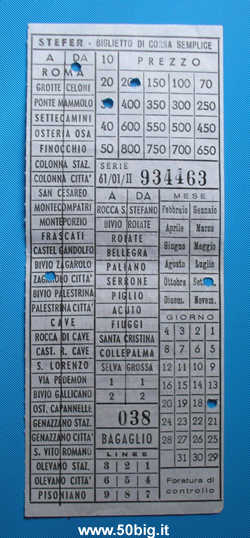 STEFER - BIGLIETTO DI CORSA SEMPLICE
A DA
ROMA
GROTTE CELONI
PONTE MAMMOLO
SETTECAMINI
OSTERIA OSA
FINOCCHIO
COLONNA STAZ.
COLONNA CITTA'
SAN CESAREO
MONTECOMPATRI
MONTEPORZIO
FRASCATI
CASTEL GANDOLFO
BIVIO ZAGAROLO
ZAGAROLO CITTA'
BIVIO PALESTRINA
PALESTRINA CITTA'
CAVE
ROCCA DI CAVE
CAST. R. CAVE
S. LORENZO
VIA PEDEMON
BIVIO GALLICANO
OST. CAPANNELLE
GENAZZANO STAZ.
GENAZZANO CITTA'
S. VITO ROMANO
OLEVANO STAZ.
OLEVANO CITTA'
PISONIANO
10 PREZZO
20 200 150 100 70
30 400 350 300 250
40 600 550 500 450
50 800 750 700 650
SERIE
61/01/II 934463
A DA
ROCCA S. STEFANO
BIVIO ROIATE
ROIATE
BELLEGRA
PALIANO
SERRONE
PIGLIO
ACUTO
FIUGGI
SANTA CRISTINA
COLLEPALMA
SELVA GROSSA
1 1
2 2
038
BAGAGLIO
LINEE
3 2 1
6 5 4
9 8 7
MESE
Febbraio Gennaio
Aprile Marzo
Giugno Maggio
Agosto Luglio
Ottobre Set
Dicem. Novem.
GIORNO
4 3 2 1
8 7 6 5
12 11 10 9
16 15 14 13
20 19 18
24 23 22 21
28 27 26 25
31 30 29
Foratura di
controllo
www.50big.it